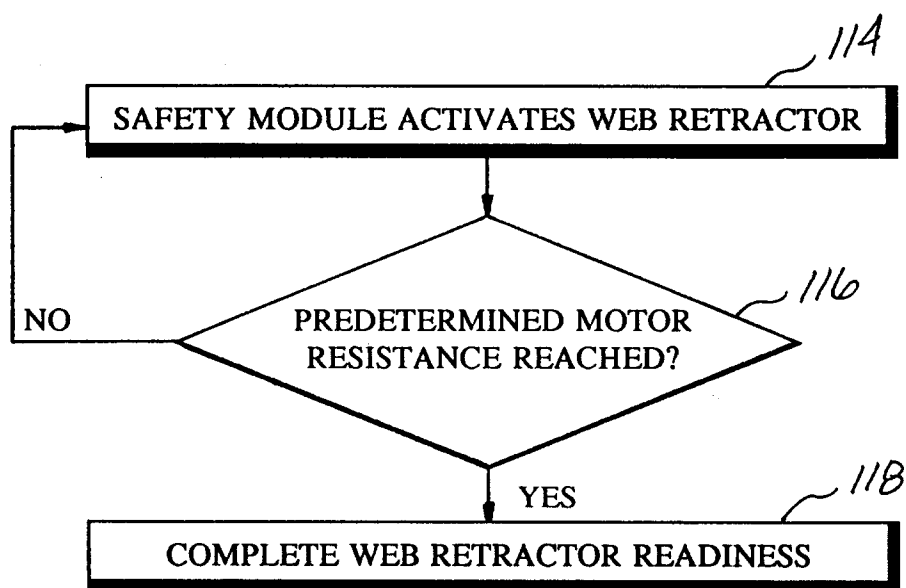 114
SAFETY MODULE ACTIVATES WEB RETRACTOR
NO
116
PREDETERMINED MOTOR
RESISTANCE REACHED?
118
YES
COMPLETE WEB RETRACTOR READINESS